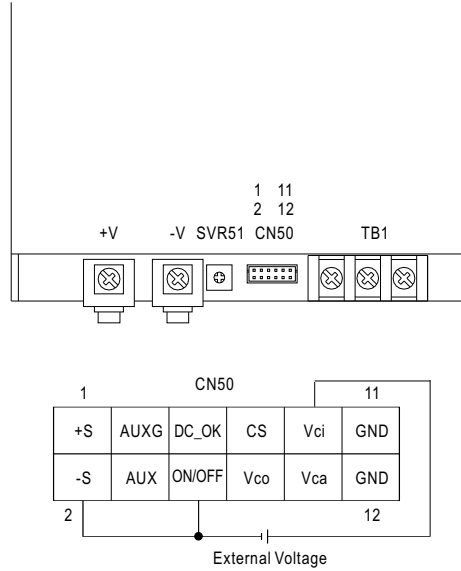 1 11
2 12
+V -V SVR51 CN50 TB1
CN50
1 11
+S AUXG DC_OK CS Vci GND
-S AUX ON/OFF Vco Vca GND
2 12
External Voltage